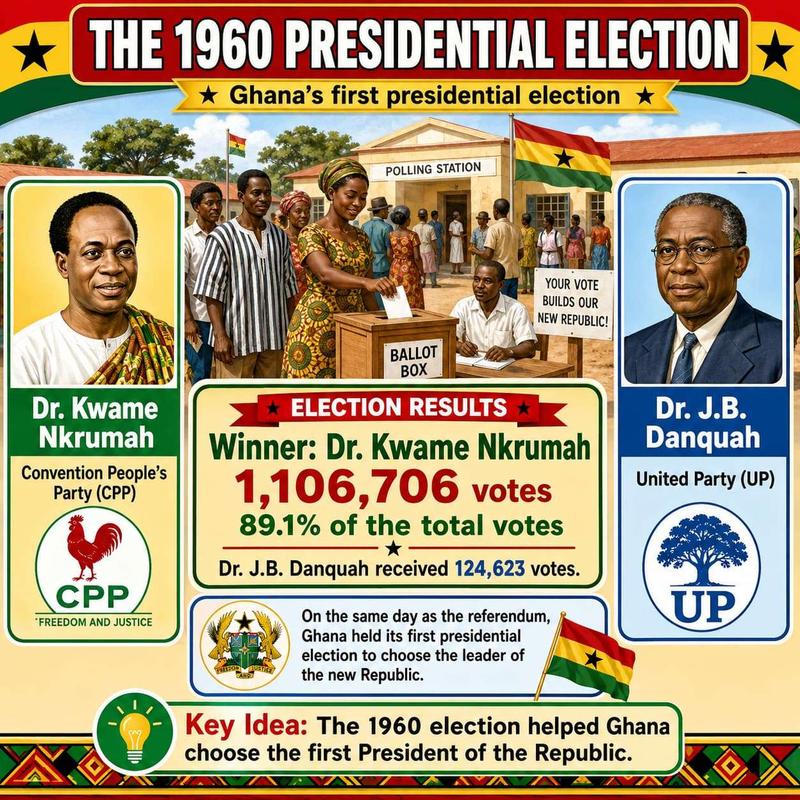 THE 1960 PRESIDENTIAL ELECTION
★ Ghana's first presidential election ★
POLLING STATION
YOUR VOTE
BUILDS OUR
NEW REPUBLIC!
BALLOT
BOX
Dr. Kwame
Nkrumah
Convention People's
Party (CPP)
CPP
"FREEDOM AND JUSTICE
Dr. J.B.
Danquah
United Party (UP)
UP
★ ELECTION RESULTS ★
Winner: Dr. Kwame Nkrumah
1,106,706 votes
89.1% of the total votes
Dr. J.B. Danquah received 124,623 votes.
FREEDOM AND JUSTICE
On the same day as the referendum,
Ghana held its first presidential
election to choose the leader of
the new Republic.
Key Idea: The 1960 election helped Ghana
choose the first President of the Republic.